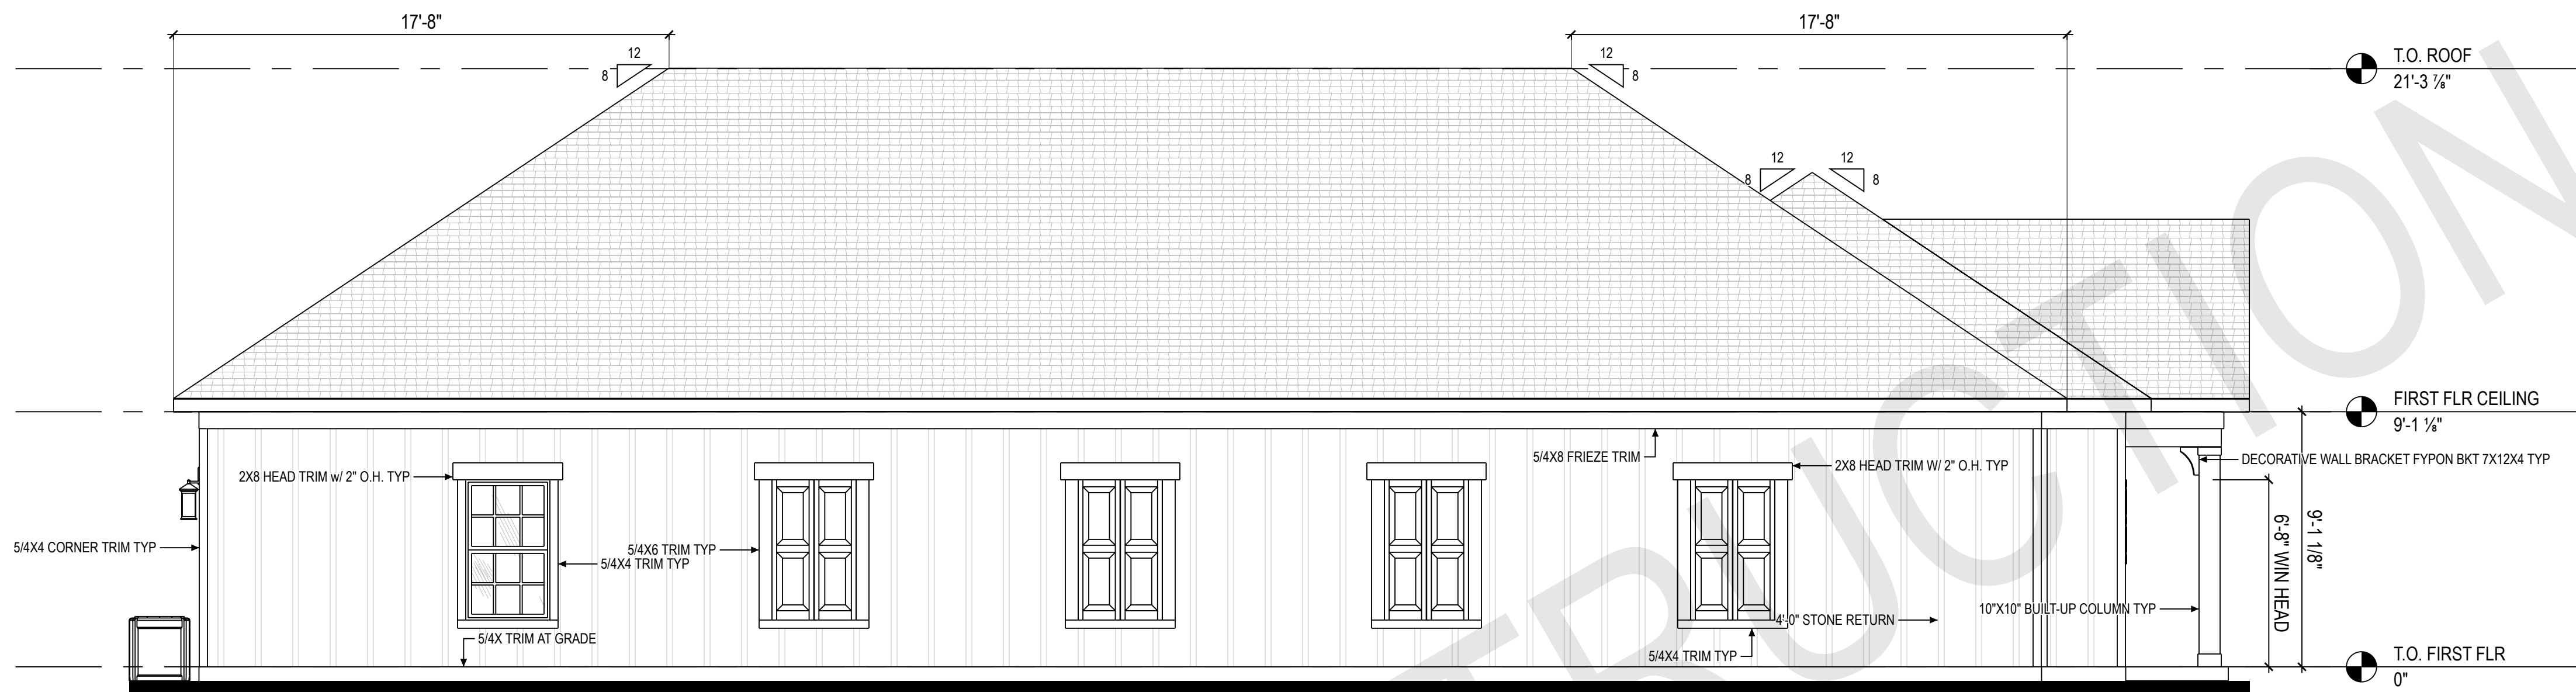 17'-8"
17'-8"
12
8
12
8
T.O. ROOF
21'-3 ⅞"
12
8
12
8
FIRST FLR CEILING
9'-1 ⅛"
5/4X8 FRIEZE TRIM
2X8 HEAD TRIM w/ 2" O.H. TYP
2X8 HEAD TRIM W/ 2" O.H. TYP
DECORATIVE WALL BRACKET FYPON BKT 7X12X4 TYP
5/4X4 CORNER TRIM TYP
5/4X6 TRIM TYP
5/4X4 TRIM TYP
6'-8" WIN HEAD
9'-1 1/8"
10"X10" BUILT-UP COLUMN TYP
4'-0" STONE RETURN
5/4X TRIM AT GRADE
5/4X4 TRIM TYP
T.O. FIRST FLR
0"
TRUCTION